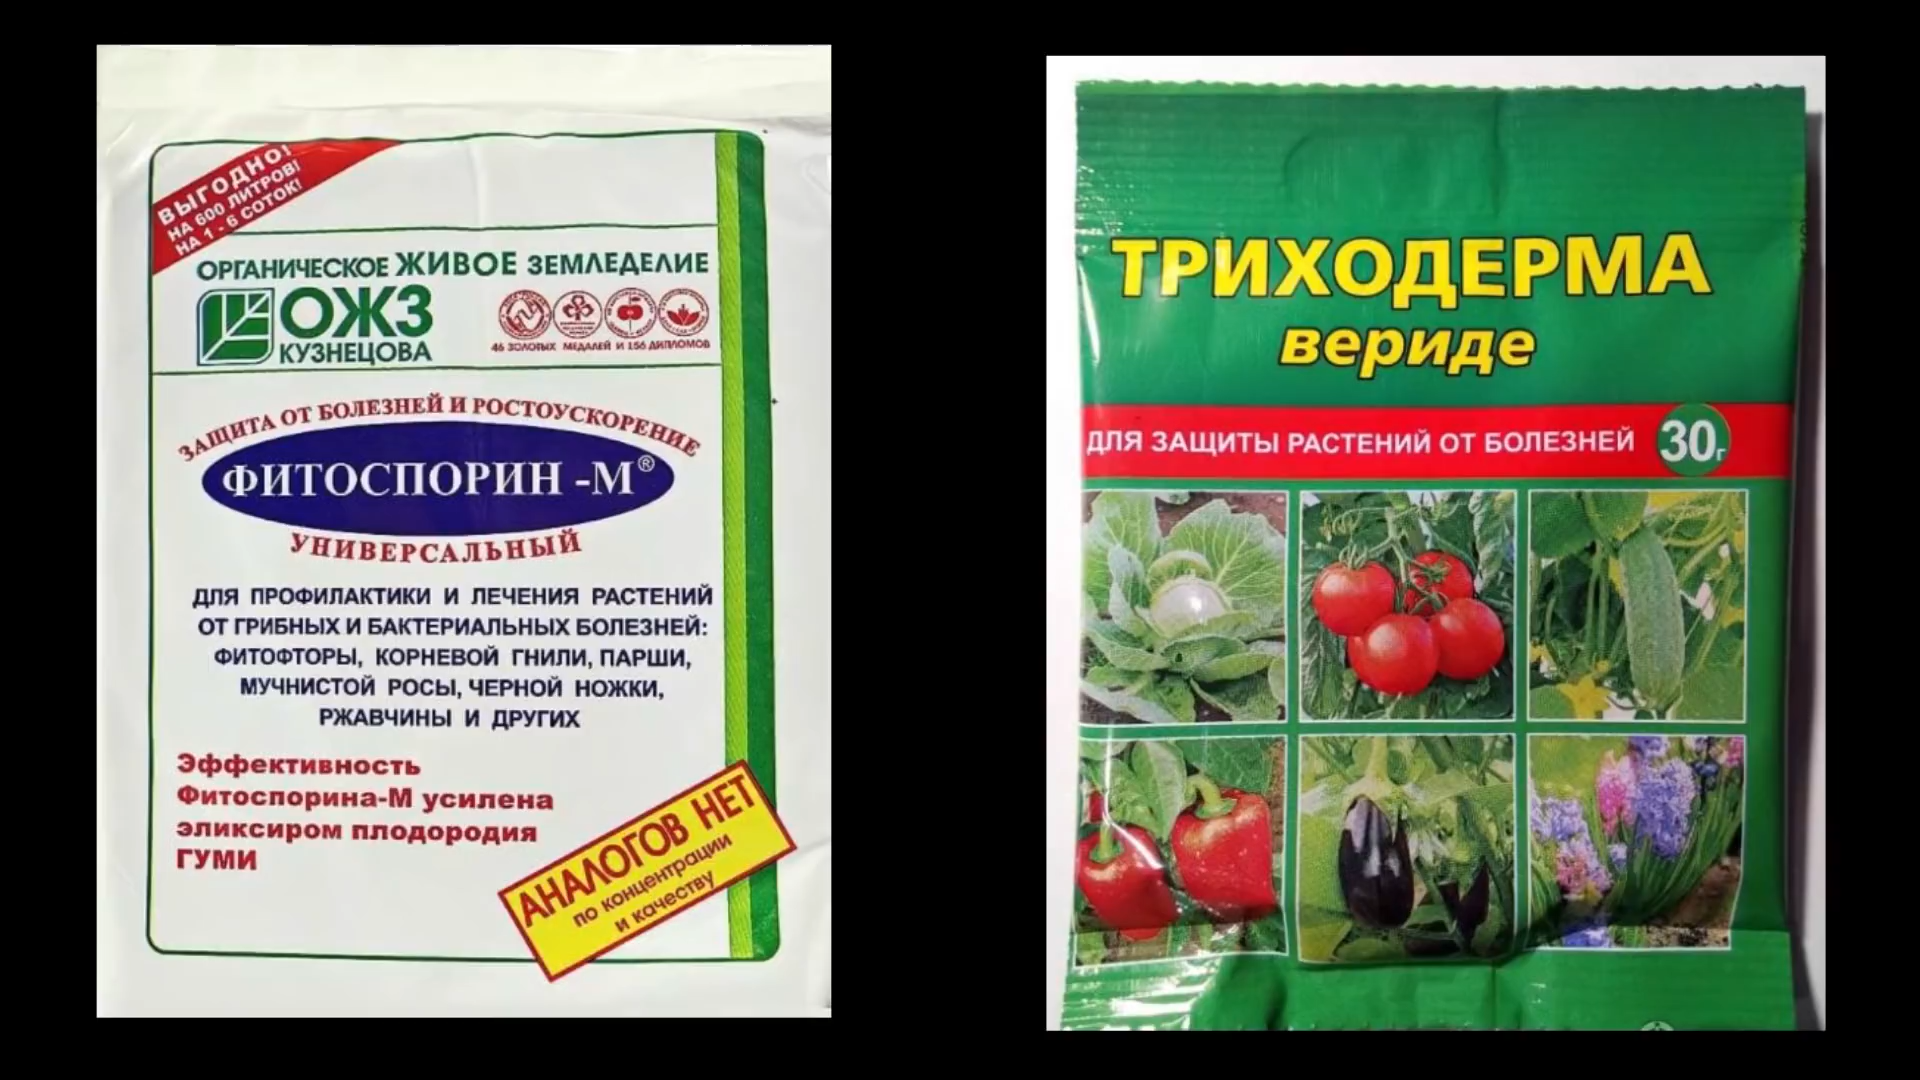 ВЫГОДНО!
НА 600 ЛИТРОВ!
НА 1 - 6 СОТОК!
ОРГАНИЧЕСКОЕ ЖИВОЕ ЗЕМЛЕДЕЛИЕ
ОЖЗ
КУЗНЕЦОВА
46 ЗОЛОТЫХ МЕДАЛЕЙ И 156 ДИПЛОМОВ
ЗАЩИТА ОТ БОЛЕЗНЕЙ И РОСТОУСКОРЕНИЕ
ФИТОСПОРИН -М®
УНИВЕРСАЛЬНЫЙ
ДЛЯ ПРОФИЛАКТИКИ И ЛЕЧЕНИЯ РАСТЕНИЙ
ОТ ГРИБНЫХ И БАКТЕРИАЛЬНЫХ БОЛЕЗНЕЙ:
ФИТОФТОРЫ, КОРНЕВОЙ ГНИЛИ, ПАРШИ,
МУЧНИСТОЙ РОСЫ, ЧЕРНОЙ НОЖКИ,
РЖАВЧИНЫ И ДРУГИХ
Эффективность
Фитоспорина-М усилена
эликсиром плодородия
ГУМИ
АНАЛОГОВ НЕТ
по концентрации
и качеству
ТРИХОДЕРМА
вериде
ДЛЯ ЗАЩИТЫ РАСТЕНИЙ ОТ БОЛЕЗНЕЙ
30г